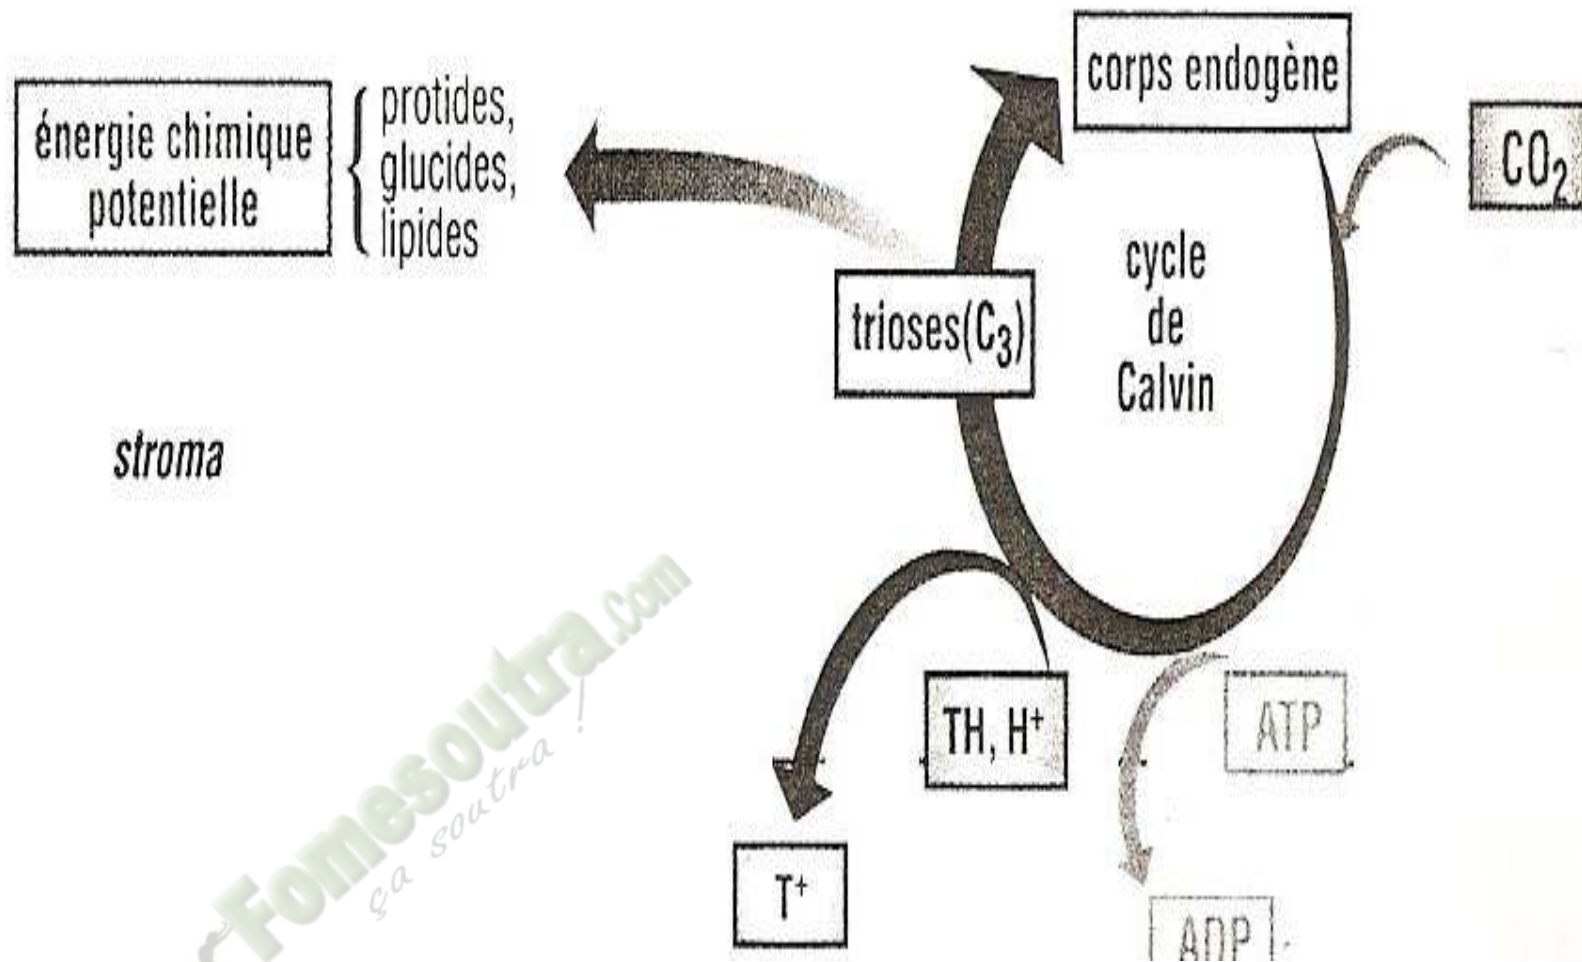 corps endogène
CO₂
énergie chimique
potentielle
protides,
glucides,
lipides
cycle
de
Calvin
trioses(C₃)
stroma
TH, H⁺
ATP
T⁺
ADP
Fomesoutra.com
ça soutra !